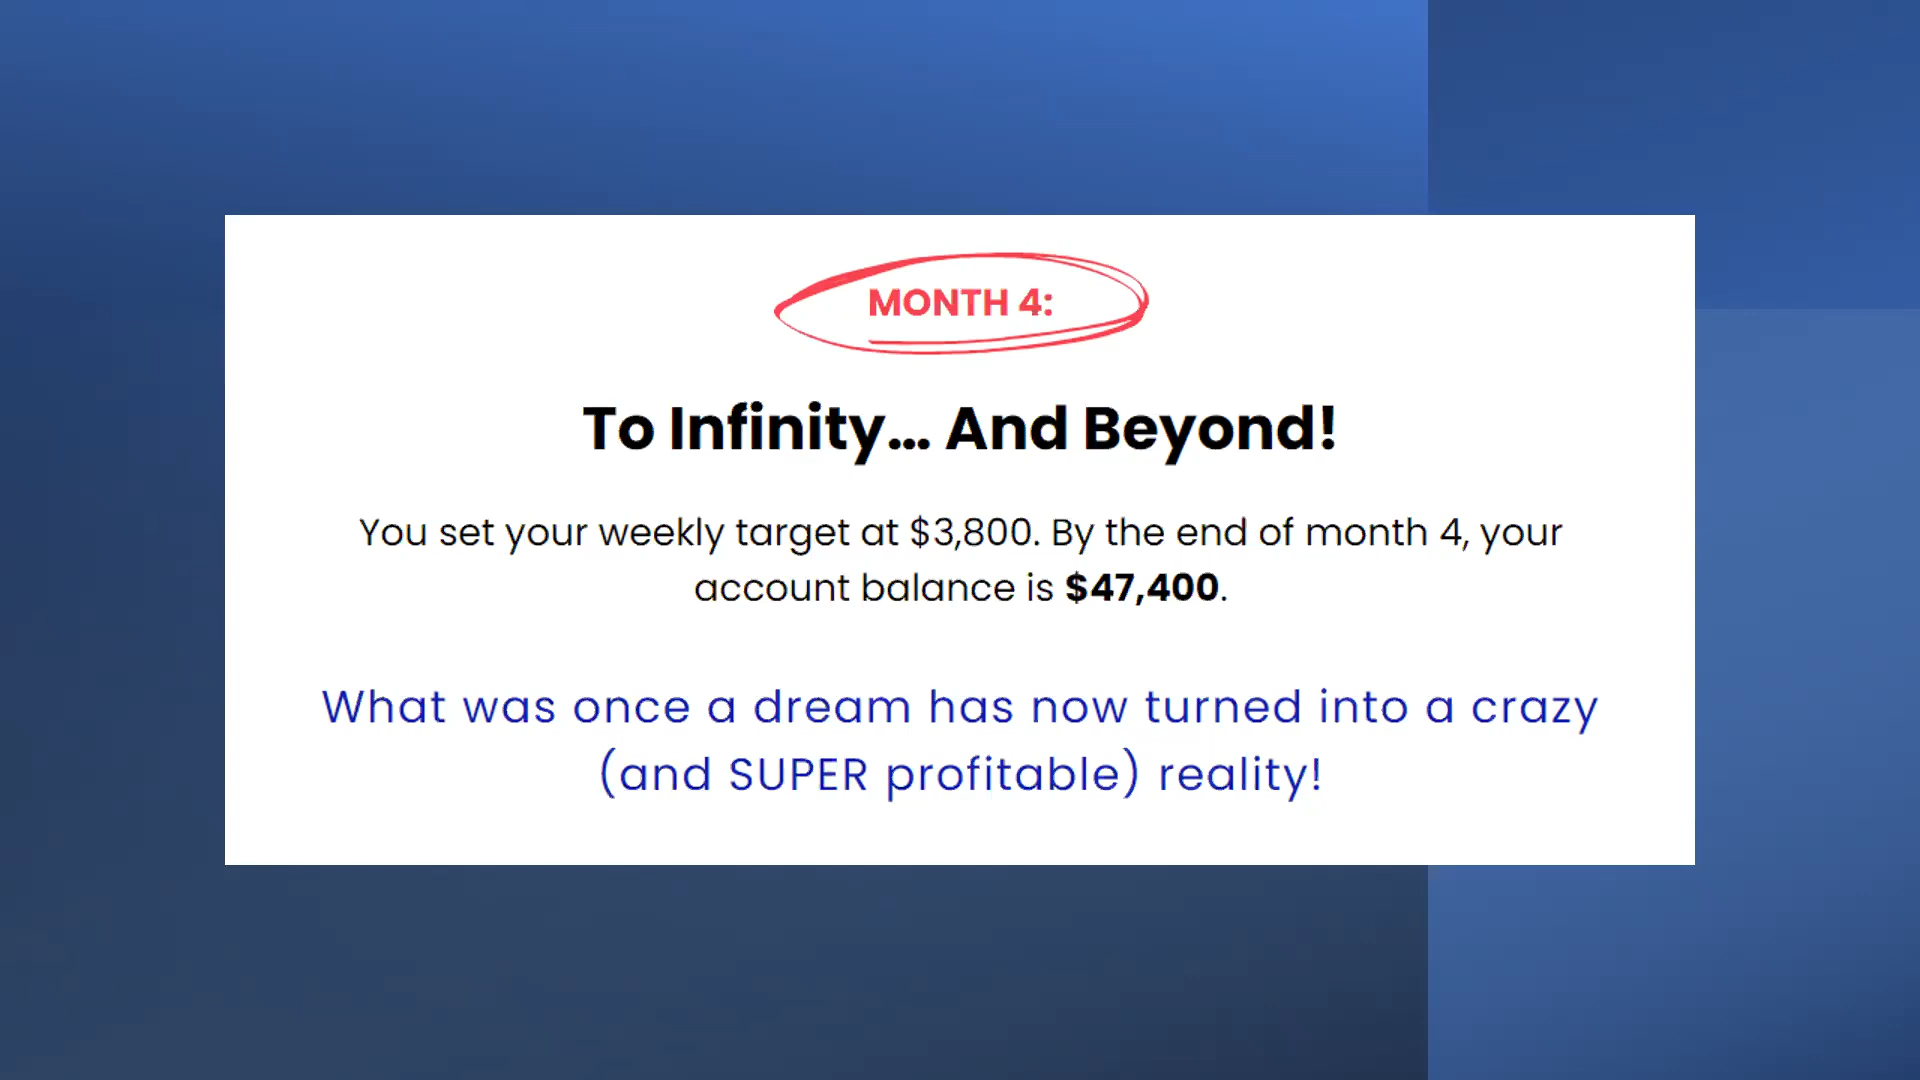 MONTH 4:
To Infinity... And Beyond!
You set your weekly target at $3,800. By the end of month 4, your
account balance is $47,400.
What was once a dream has now turned into a crazy
(and SUPER profitable) reality!